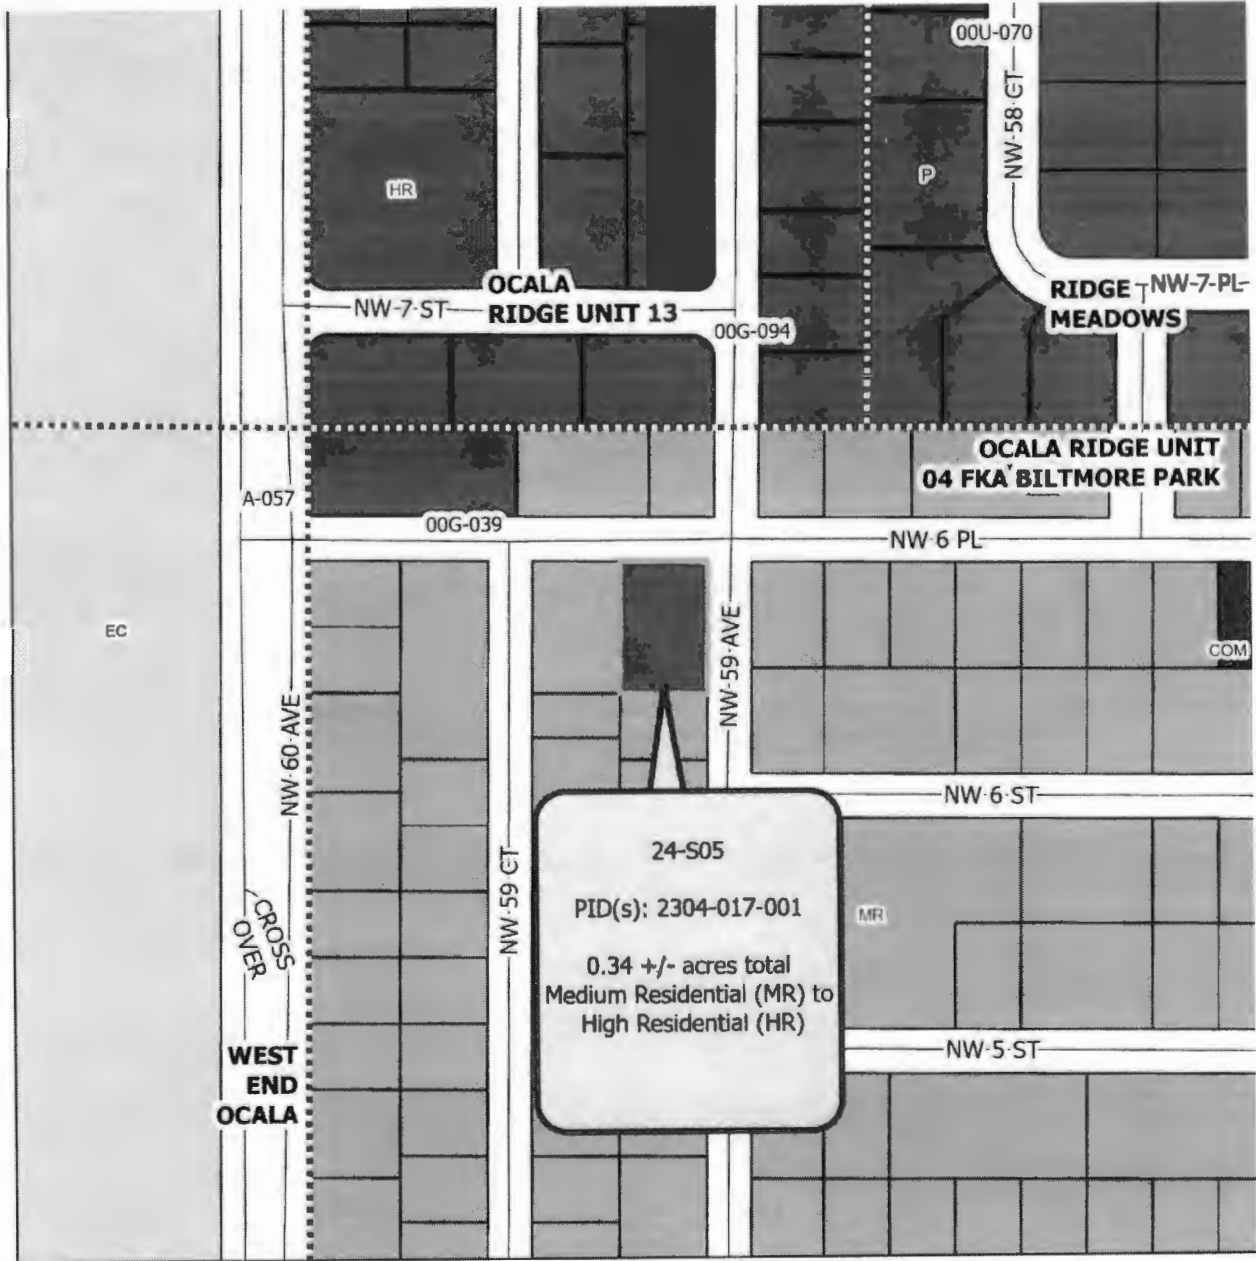 00U-070
NW 58 CT
HR
P
OCALA
RIDGE UNIT 13
NW 7 ST
RIDGE
MEADOWS
NW 7 PL
00G-094
OCALA RIDGE UNIT
04 FKA BILTMORE PARK
A-057
00G-039
NW 6 PL
EC
NW 59 AVE
COM
NW 60 AVE
NW 6 ST
24-S05
PID(s): 2304-017-001
0.34 +/- acres total
Medium Residential (MR) to
High Residential (HR)
MR
NW 59 CT
CROSS
OVER
NW 5 ST
WEST
END
OCALA